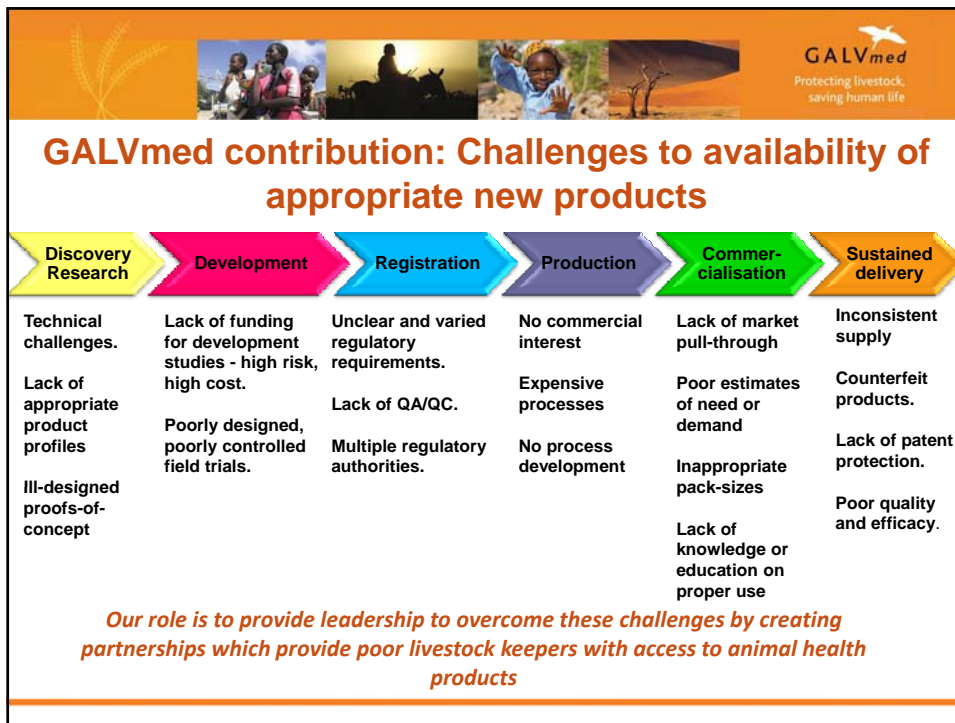 GALVmed
Protecting livestock,
saving human life
GALVmed contribution: Challenges to availability of
appropriate new products
Discovery
Research
Development
Registration
Production
Commer-
cialisation
Sustained
delivery
Technical
challenges.
Lack of
appropriate
product
profiles
Ill-designed
proofs-of-
concept
Lack of funding
for development
studies - high risk,
high cost.
Poorly designed,
poorly controlled
field trials.
Unclear and varied
regulatory
requirements.
Lack of QA/QC.
Multiple regulatory
authorities.
No commercial
interest
Expensive
processes
No process
development
Lack of market
pull-through
Poor estimates
of need or
demand
Inappropriate
pack-sizes
Lack of
knowledge or
education on
proper use
Inconsistent
supply
Counterfeit
products.
Lack of patent
protection.
Poor quality
and efficacy.
Our role is to provide leadership to overcome these challenges by creating
partnerships which provide poor livestock keepers with access to animal health
products